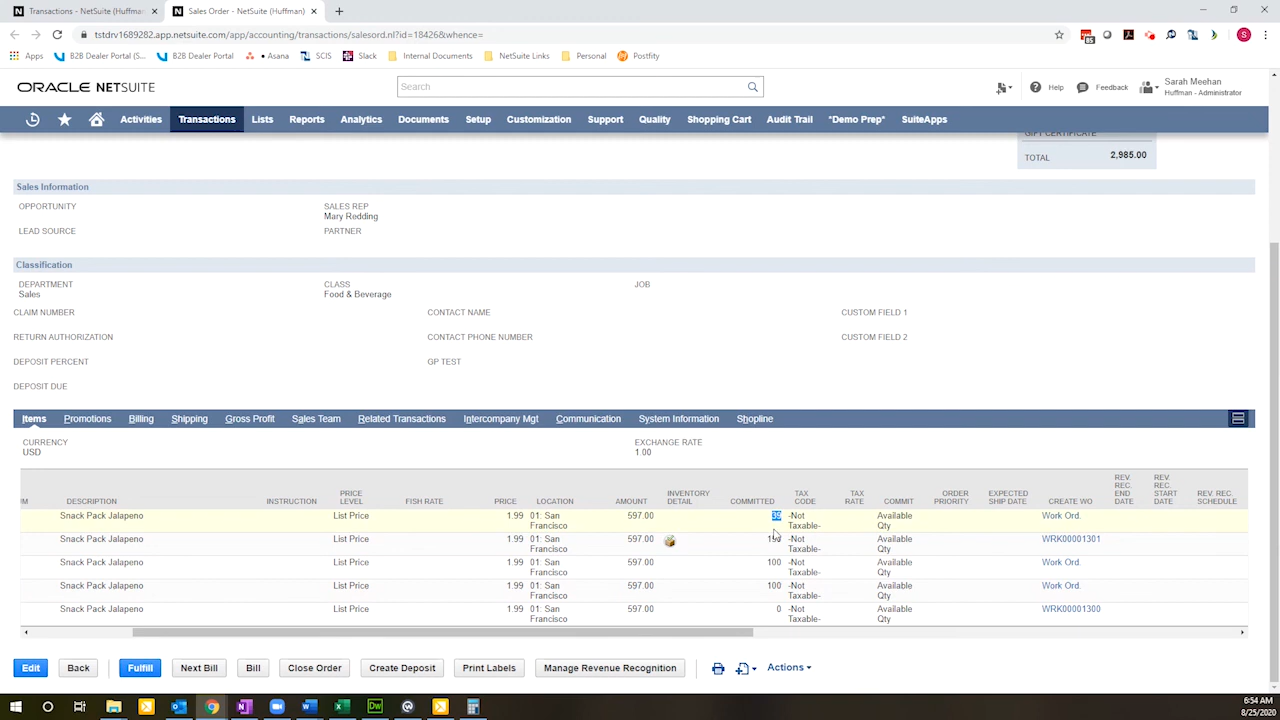 Transactions - NetSuite (Huffman
Sales Order - NetSuite (Huffman)
tstdrv1689282.app.netsuite.com/app/accounting/transactions/salesord.nl?id=18426&whence=
Apps
B2B Dealer Portal (S...
B2B Dealer Portal
Asana
SCIS
Slack
Internal Documents
NetSuite Links
Personal
Postfity
S
ORACLE NETSUITE
Search
Help
Feedback
Sarah Meehan
Huffman - Administrator
Activities Transactions Lists Reports Analytics Documents Setup Customization Support Quality Shopping Cart Audit Trail *Demo Prep* SuiteApps
GIFT CERTIFICATE
TOTAL 2,985.00
Sales Information
OPPORTUNITY
SALES REP
Mary Redding
LEAD SOURCE
PARTNER
Classification
DEPARTMENT
Sales
CLASS
Food & Beverage
JOB
CLAIM NUMBER
CONTACT NAME
CUSTOM FIELD 1
RETURN AUTHORIZATION
CONTACT PHONE NUMBER
CUSTOM FIELD 2
DEPOSIT PERCENT
GP TEST
DEPOSIT DUE
Items Promotions Billing Shipping Gross Profit Sales Team Related Transactions Intercompany Mgt Communication System Information Shopline
CURRENCY
USD
EXCHANGE RATE
1.00
DESCRIPTION
INSTRUCTION
PRICE
LEVEL
FISH RATE
PRICE
LOCATION
AMOUNT
INVENTORY
DETAIL
COMMITTED
TAX
CODE
TAX
RATE
COMMIT
ORDER
PRIORITY
EXPECTED
SHIP DATE
CREATE WO
REV.
REC.
END
DATE
REV.
REC.
START
DATE
REV. REC.
SCHEDULE
Snack Pack Jalapeno List Price 1.99 01: San 597.00 39 -Not Available Work Ord.
Francisco Taxable- Qty
Snack Pack Jalapeno List Price 1.99 01: San 597.00 -Not Available WRK00001301
Francisco Taxable- Qty
Snack Pack Jalapeno List Price 1.99 01: San 597.00 100 -Not Available Work Ord.
Francisco Taxable- Qty
Snack Pack Jalapeno List Price 1.99 01: San 597.00 100 -Not Available Work Ord.
Francisco Taxable- Qty
Snack Pack Jalapeno List Price 1.99 01: San 597.00 0 -Not Available WRK00001300
Francisco Taxable- Qty
Edit Back Fulfill Next Bill Bill Close Order Create Deposit Print Labels Manage Revenue Recognition Actions
6:54 AM
8/25/2020